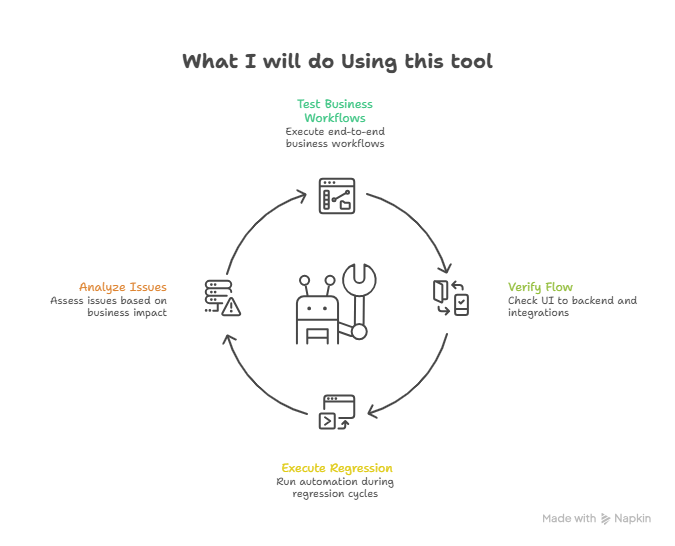 What I will do Using this tool
Test Business
Workflows
Execute end-to-end
business workflows
Analyze Issues
Assess issues based on
business impact
Verify Flow
Check UI to backend and
integrations
Execute Regression
Run automation during
regression cycles
Made with Napkin